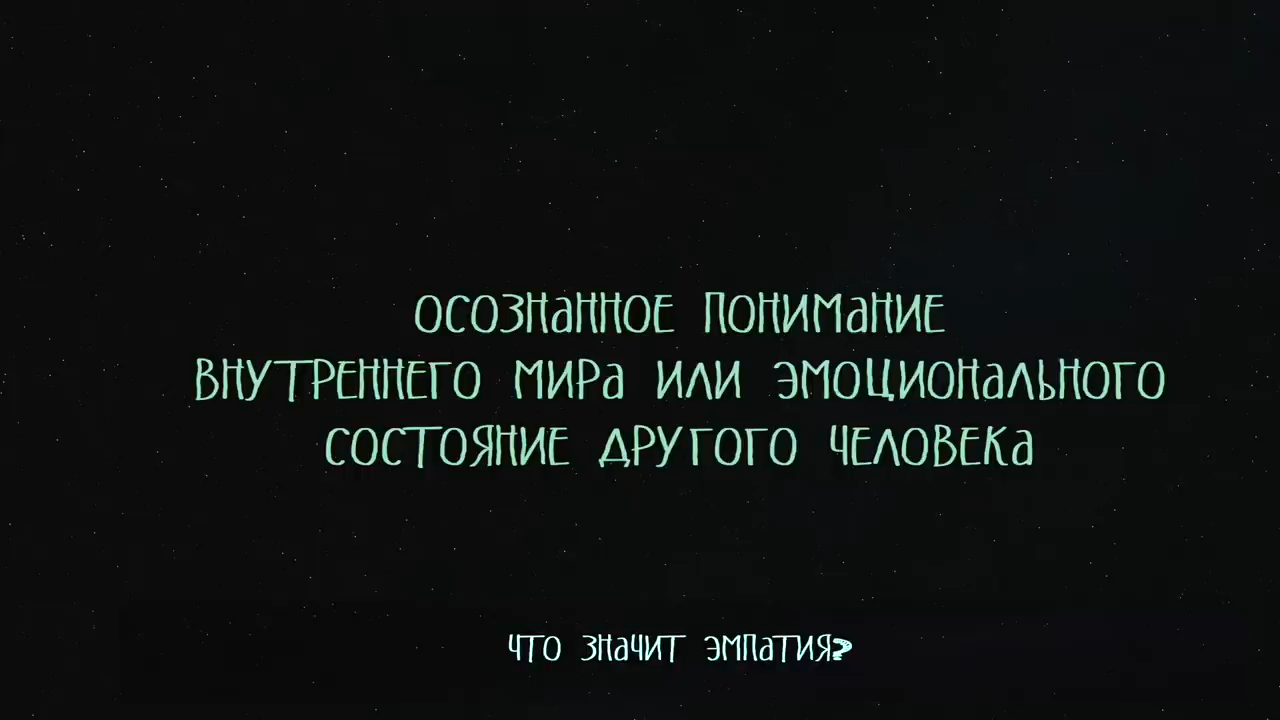 ОСОЗНАННОЕ ПОНИМАНИЕ
ВНУТРЕННЕГО МИРА ИЛИ ЭМОЦИОНАЛЬНОГО
СОСТОЯНИЕ ДРУГОГО ЧЕЛОВЕКА
ЧТО ЗНАЧИТ ЭМПАТИЯ?